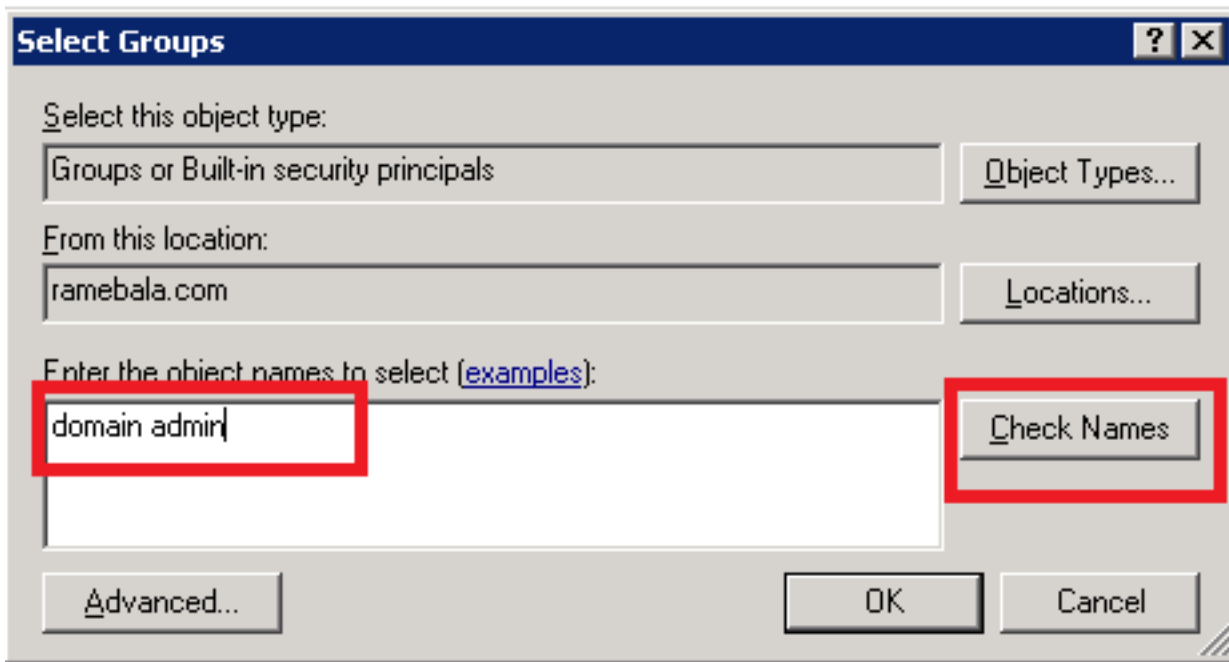 Select Groups
? X
Select this object type:
Groups or Built-in security principals
Object Types...
From this location:
ramebala.com
Locations...
Enter the object names to select (examples):
domain admin
Check Names
Advanced...
OK
Cancel